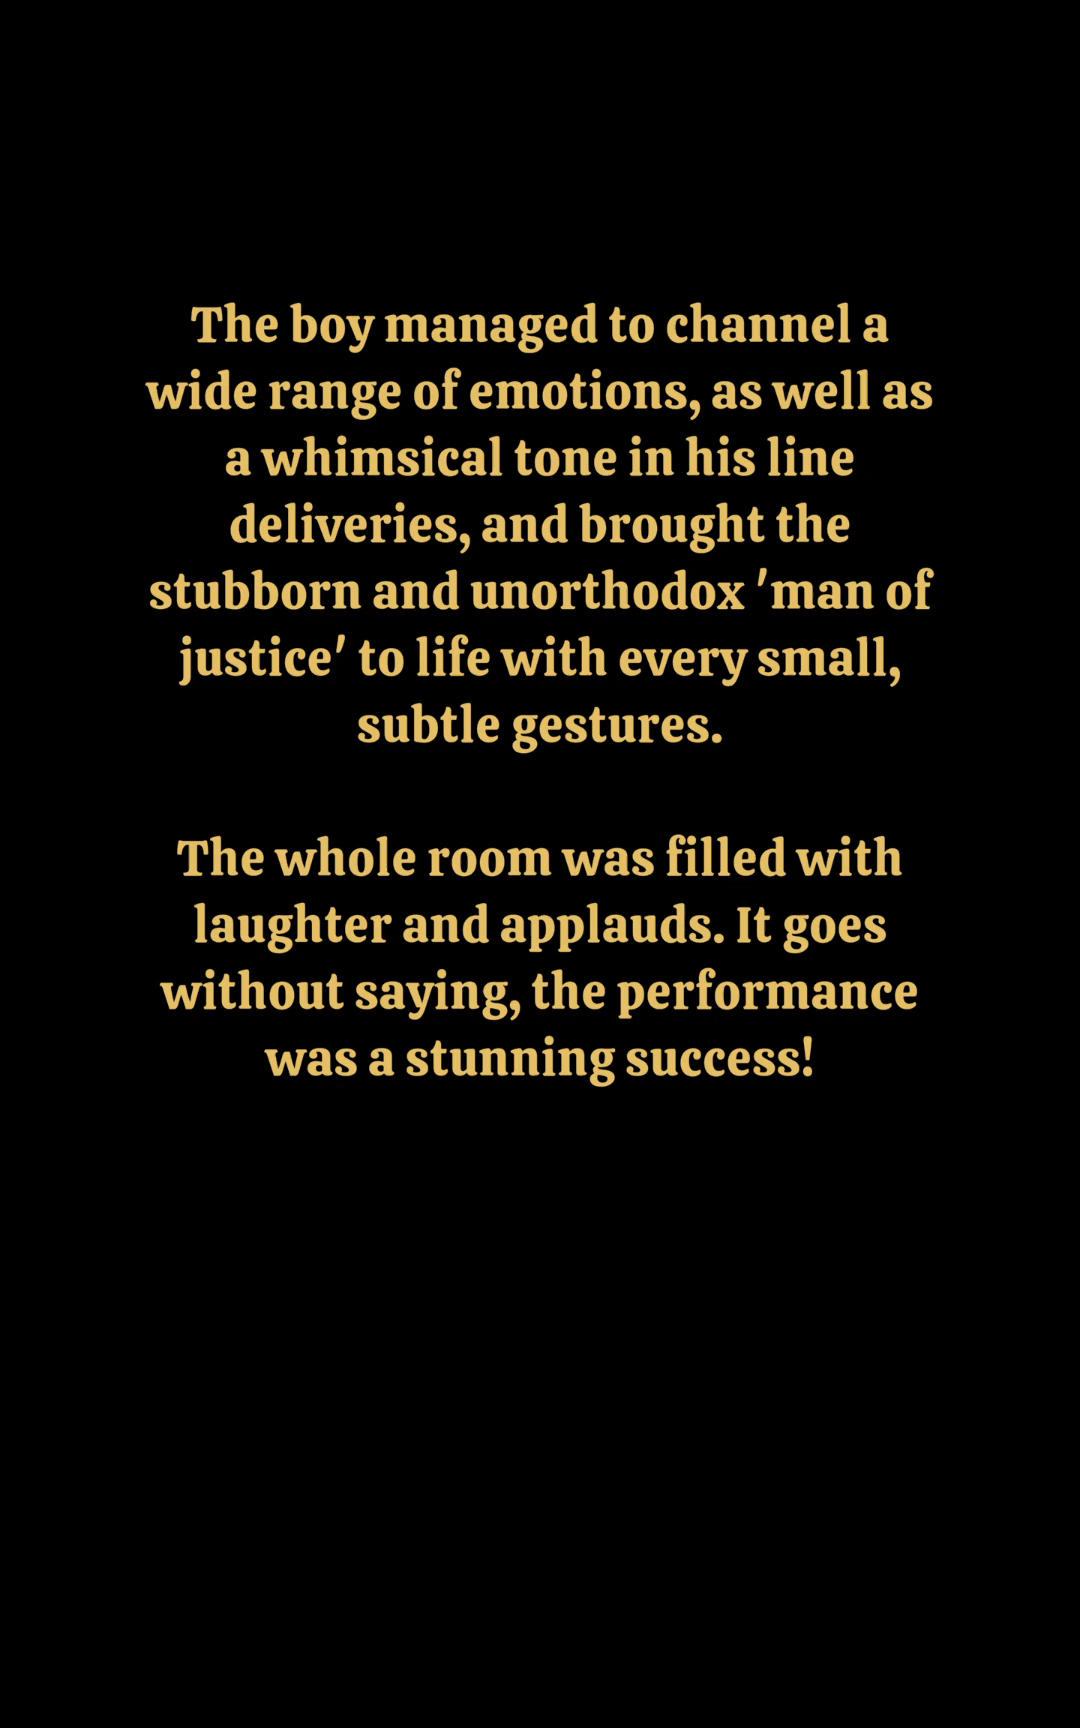 The boy managed to channel a
wide range of emotions, as well as
a whimsical tone in his line
deliveries, and brought the
stubborn and unorthodox 'man of
justice' to life with every small,
subtle gestures.
The whole room was filled with
laughter and applauds. It goes
without saying, the performance
was a stunning success!